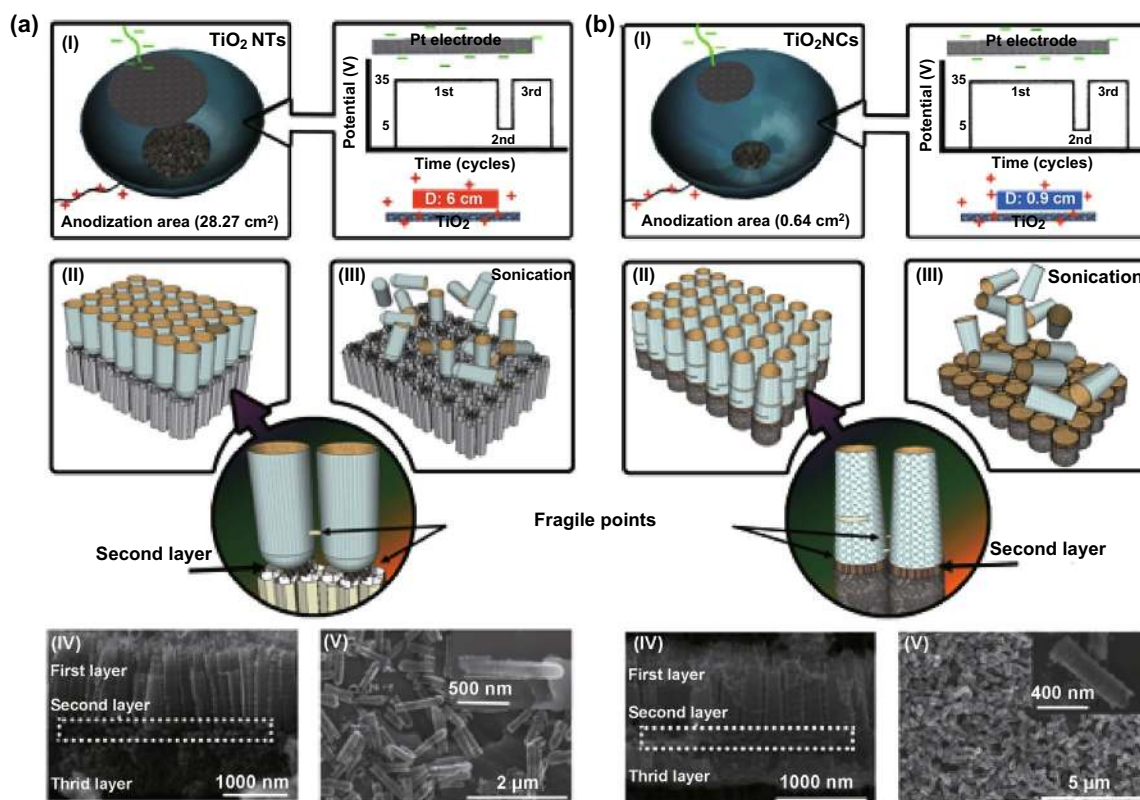 (a)
(I)
TiO2 NTs
Anodization area (28.27 cm2)
Pt electrode
Potential (V)
35
5
1st
2nd
3rd
Time (cycles)
D: 6 cm
TiO2
(II)
(III)
Sonication
Second layer
Fragile points
(IV)
First layer
Second layer
Thrid layer
1000 nm
(V)
500 nm
2 µm
(b)
(I)
TiO2NCs
Anodization area (0.64 cm2)
Pt electrode
Potential (V)
35
5
1st
2nd
3rd
Time (cycles)
D: 0.9 cm
TiO2
(II)
(III)
Sonication
Second layer
(IV)
First layer
Second layer
Thrid layer
1000 nm
(V)
400 nm
5 µm